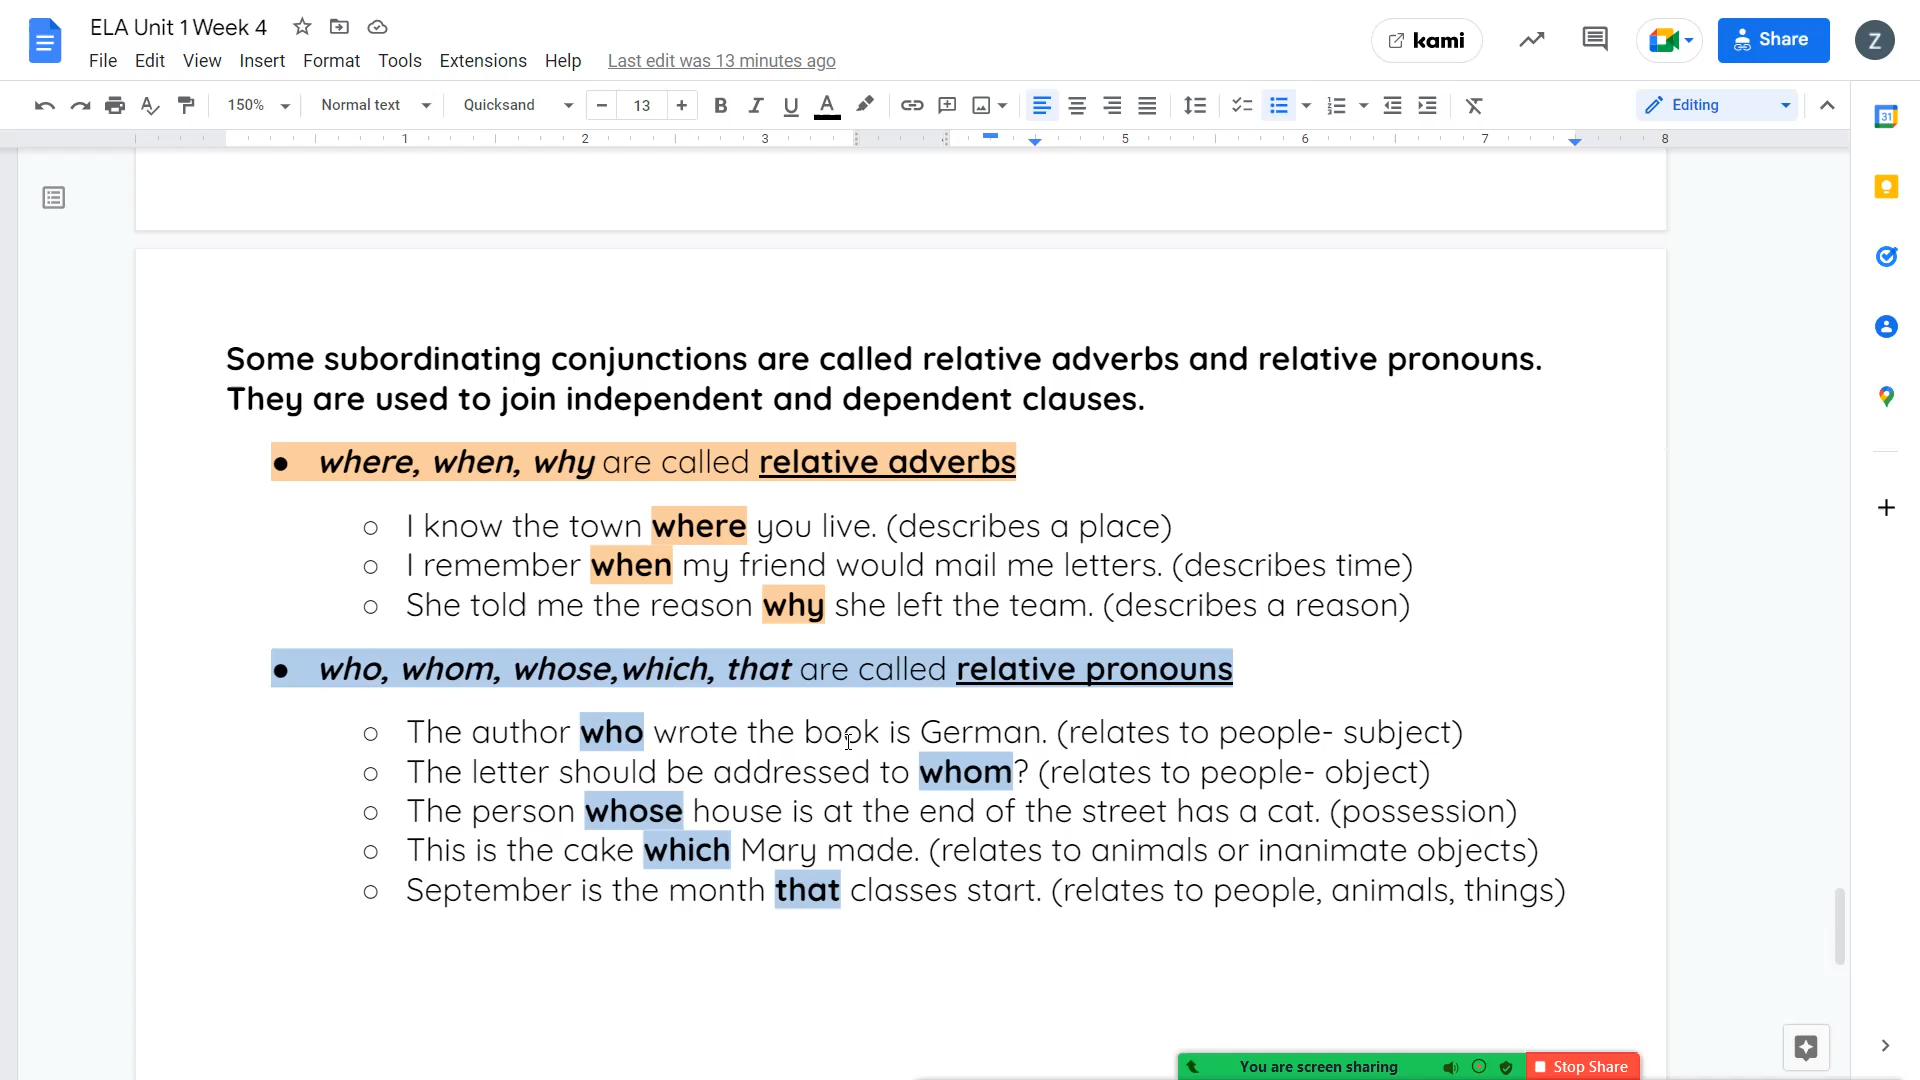 ELA Unit 1 Week 4
File Edit View Insert Format Tools Extensions Help Last edit was 13 minutes ago
kami
Share
Z
150% Normal text Quicksand − 13 + B I U A
Editing
1 2 3 5 6 7 8
31
Some subordinating conjunctions are called relative adverbs and relative pronouns.
They are used to join independent and dependent clauses.
● where, when, why are called relative adverbs
○ I know the town where you live. (describes a place)
○ I remember when my friend would mail me letters. (describes time)
○ She told me the reason why she left the team. (describes a reason)
● who, whom, whose,which, that are called relative pronouns
○ The author who wrote the book is German. (relates to people- subject)
○ The letter should be addressed to whom? (relates to people- object)
○ The person whose house is at the end of the street has a cat. (possession)
○ This is the cake which Mary made. (relates to animals or inanimate objects)
○ September is the month that classes start. (relates to people, animals, things)
You are screen sharing Stop Share